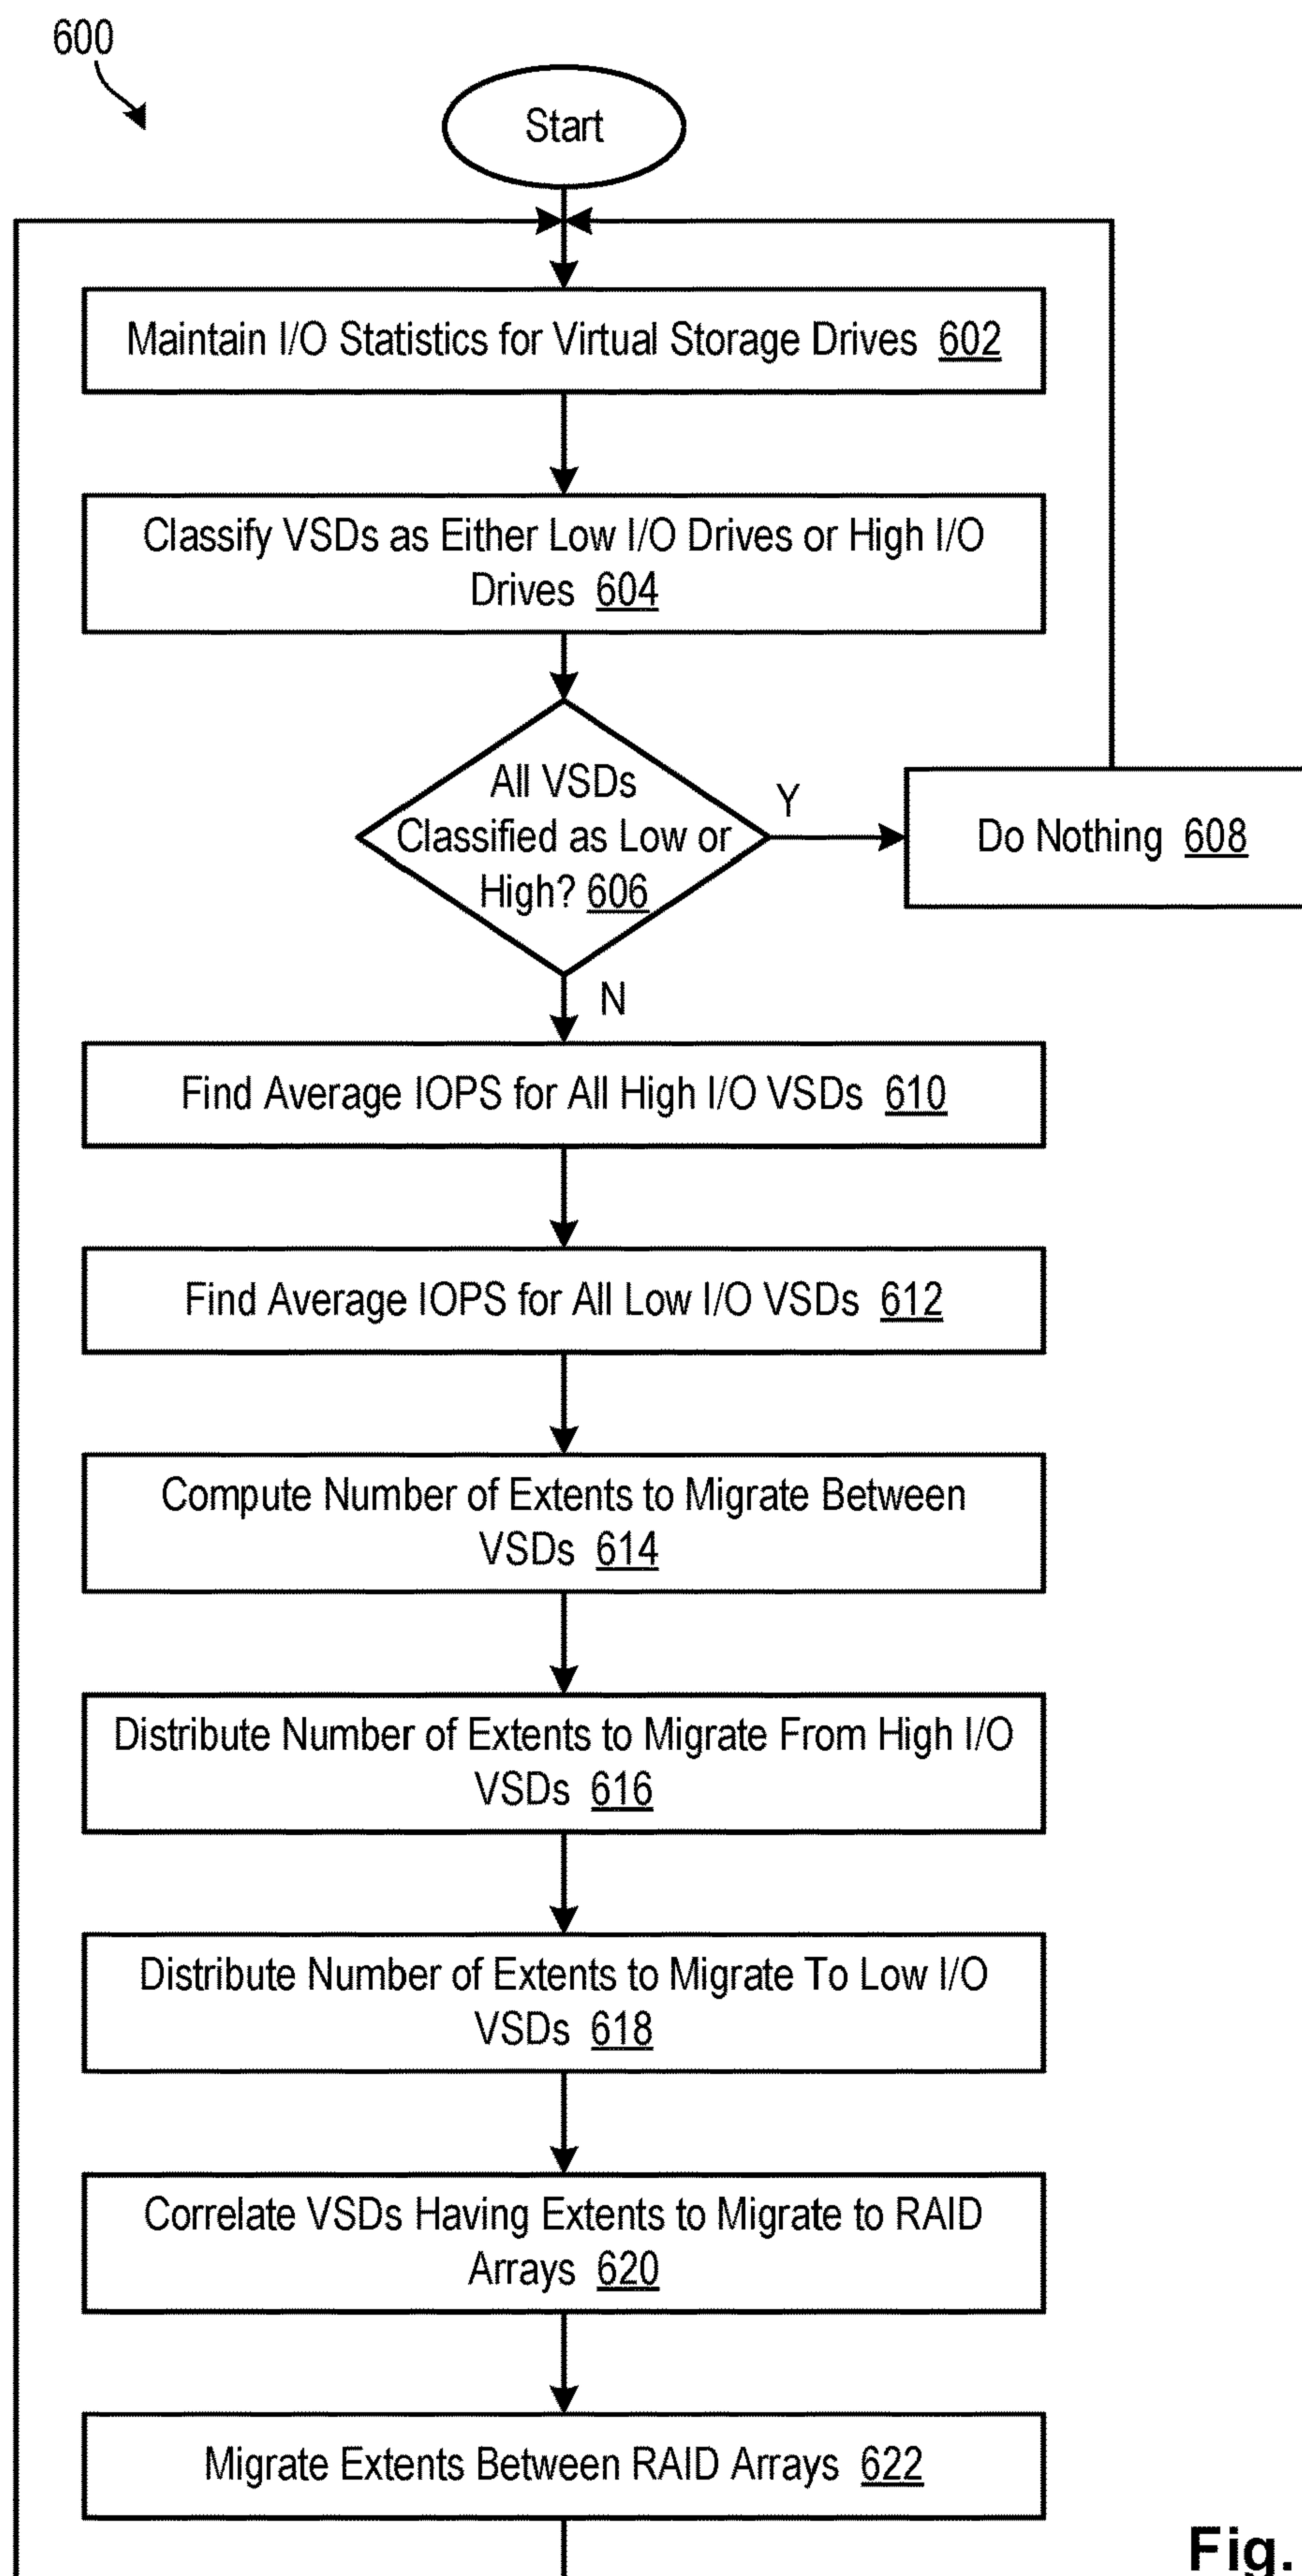 600
Start
Maintain I/O Statistics for Virtual Storage Drives 602
Classify VSDs as Either Low I/O Drives or High I/O
Drives 604
All VSDs
Classified as Low or
High? 606
Y
Do Nothing 608
N
Find Average IOPS for All High I/O VSDs 610
Find Average IOPS for All Low I/O VSDs 612
Compute Number of Extents to Migrate Between
VSDs 614
Distribute Number of Extents to Migrate From High I/O
VSDs 616
Distribute Number of Extents to Migrate To Low I/O
VSDs 618
Correlate VSDs Having Extents to Migrate to RAID
Arrays 620
Migrate Extents Between RAID Arrays 622
Fig.